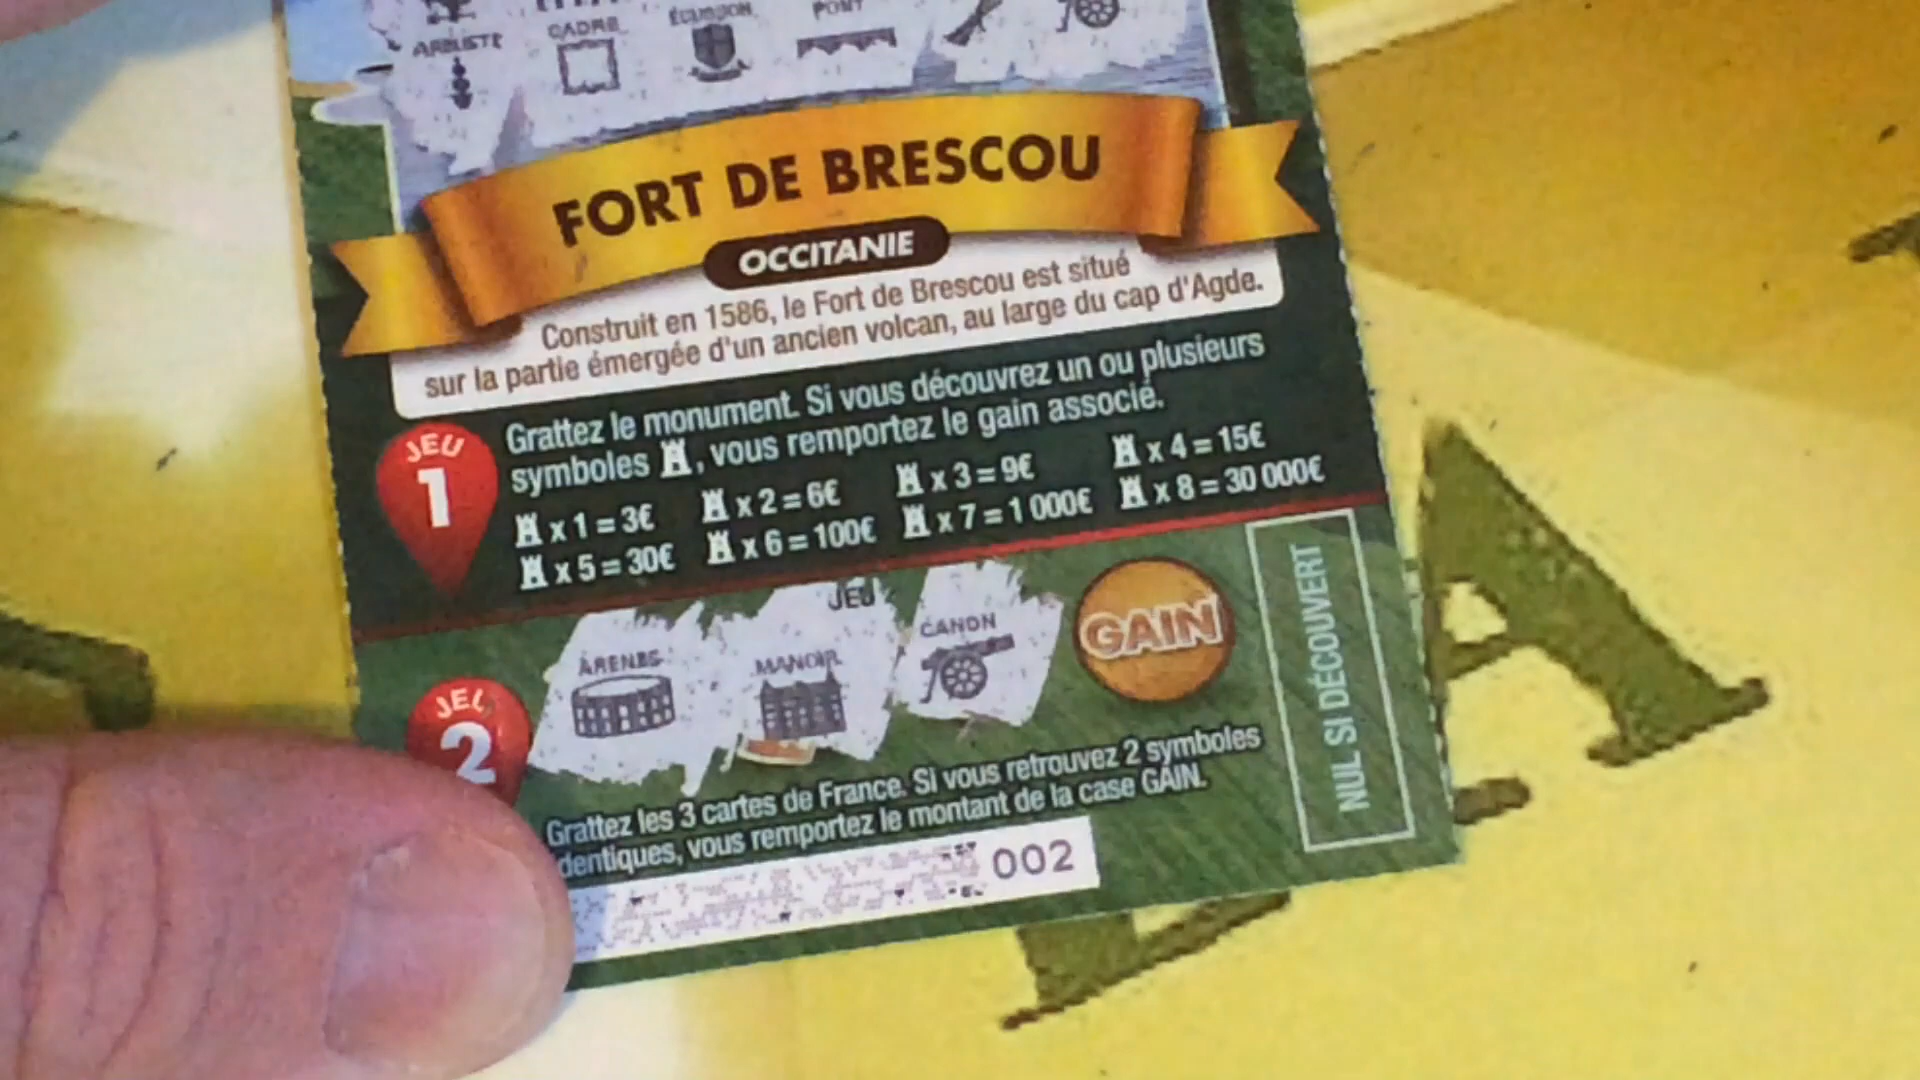 ARBUSTE CADRE ÉCUSSON PONT
FORT DE BRESCOU
OCCITANIE
Construit en 1586, le Fort de Brescou est situé
sur la partie émergée d'un ancien volcan, au large du cap d'Agde.
JEU
1
Grattez le monument. Si vous découvrez un ou plusieurs
symboles , vous remportez le gain associé.
x 1 = 3€ x 2 = 6€ x 3 = 9€ x 4 = 15€
x 5 = 30€ x 6 = 100€ x 7 = 1 000€ x 8 = 30 000€
JEU
2
JEU
ARÈNES MANOIR CANON
GAIN
NUL SI DÉCOUVERT
Grattez les 3 cartes de France. Si vous retrouvez 2 symboles
dentiques, vous remportez le montant de la case GAIN.
002
A